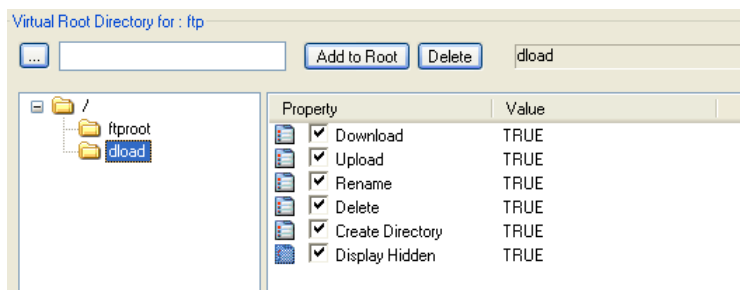 Virtual Root Directory for : ftp
... Add to Root Delete dload
/
ftproot
dload
Property Value
Download TRUE
Upload TRUE
Rename TRUE
Delete TRUE
Create Directory TRUE
Display Hidden TRUE